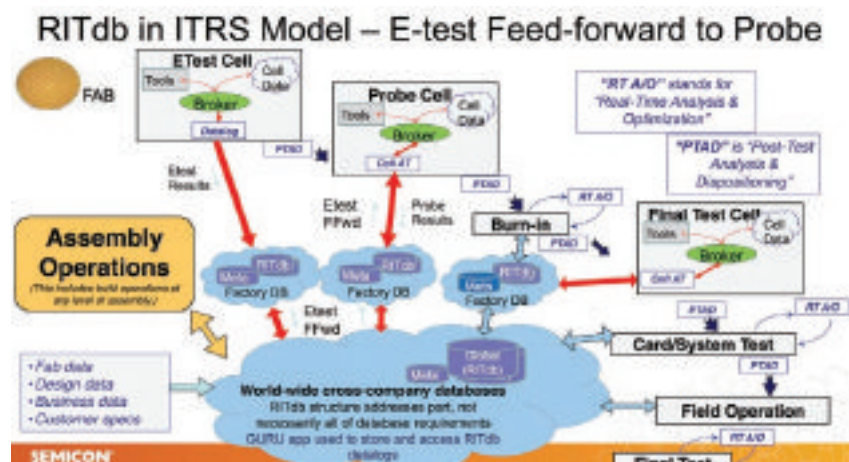 RITdb in ITRS Model – E-test Feed-forward to Probe
FAB
ETest Cell
Tools
Cell
Data
Broker
Datalog
PTAD
Etest
Results
Probe Cell
Tools
Cell
Data
Broker
Cell AT
PTAD
Etest
FFwd
Probe
Results
"RT A/O" stands for
"Real-Time Analysis &
Optimization"
"PTAD" is "Post-Test
Analysis &
Dispositioning"
RT A/O
Burn-in
PTAD
Final Test Cell
Tools
Cell
Data
Broker
Cell AT
Assembly
Operations
(This includes build operations at
any level of assembly.)
Meta
RITdb
Factory DB
Meta
RITdb
Factory DB
Meta
RITdb
Factory DB
Etest
FFwd
PTAD
RT A/O
Card/System Test
PTAD
Global
(RITdb)
Meta
World-wide cross-company databases
RITdb structure addresses part, not
necessarily all of database requirements
GURU app used to store and access RITdb
datalogs
• Fab data
• Design data
• Business data
• Customer specs
Field Operation
RT A/O
Final Test
SEMICON